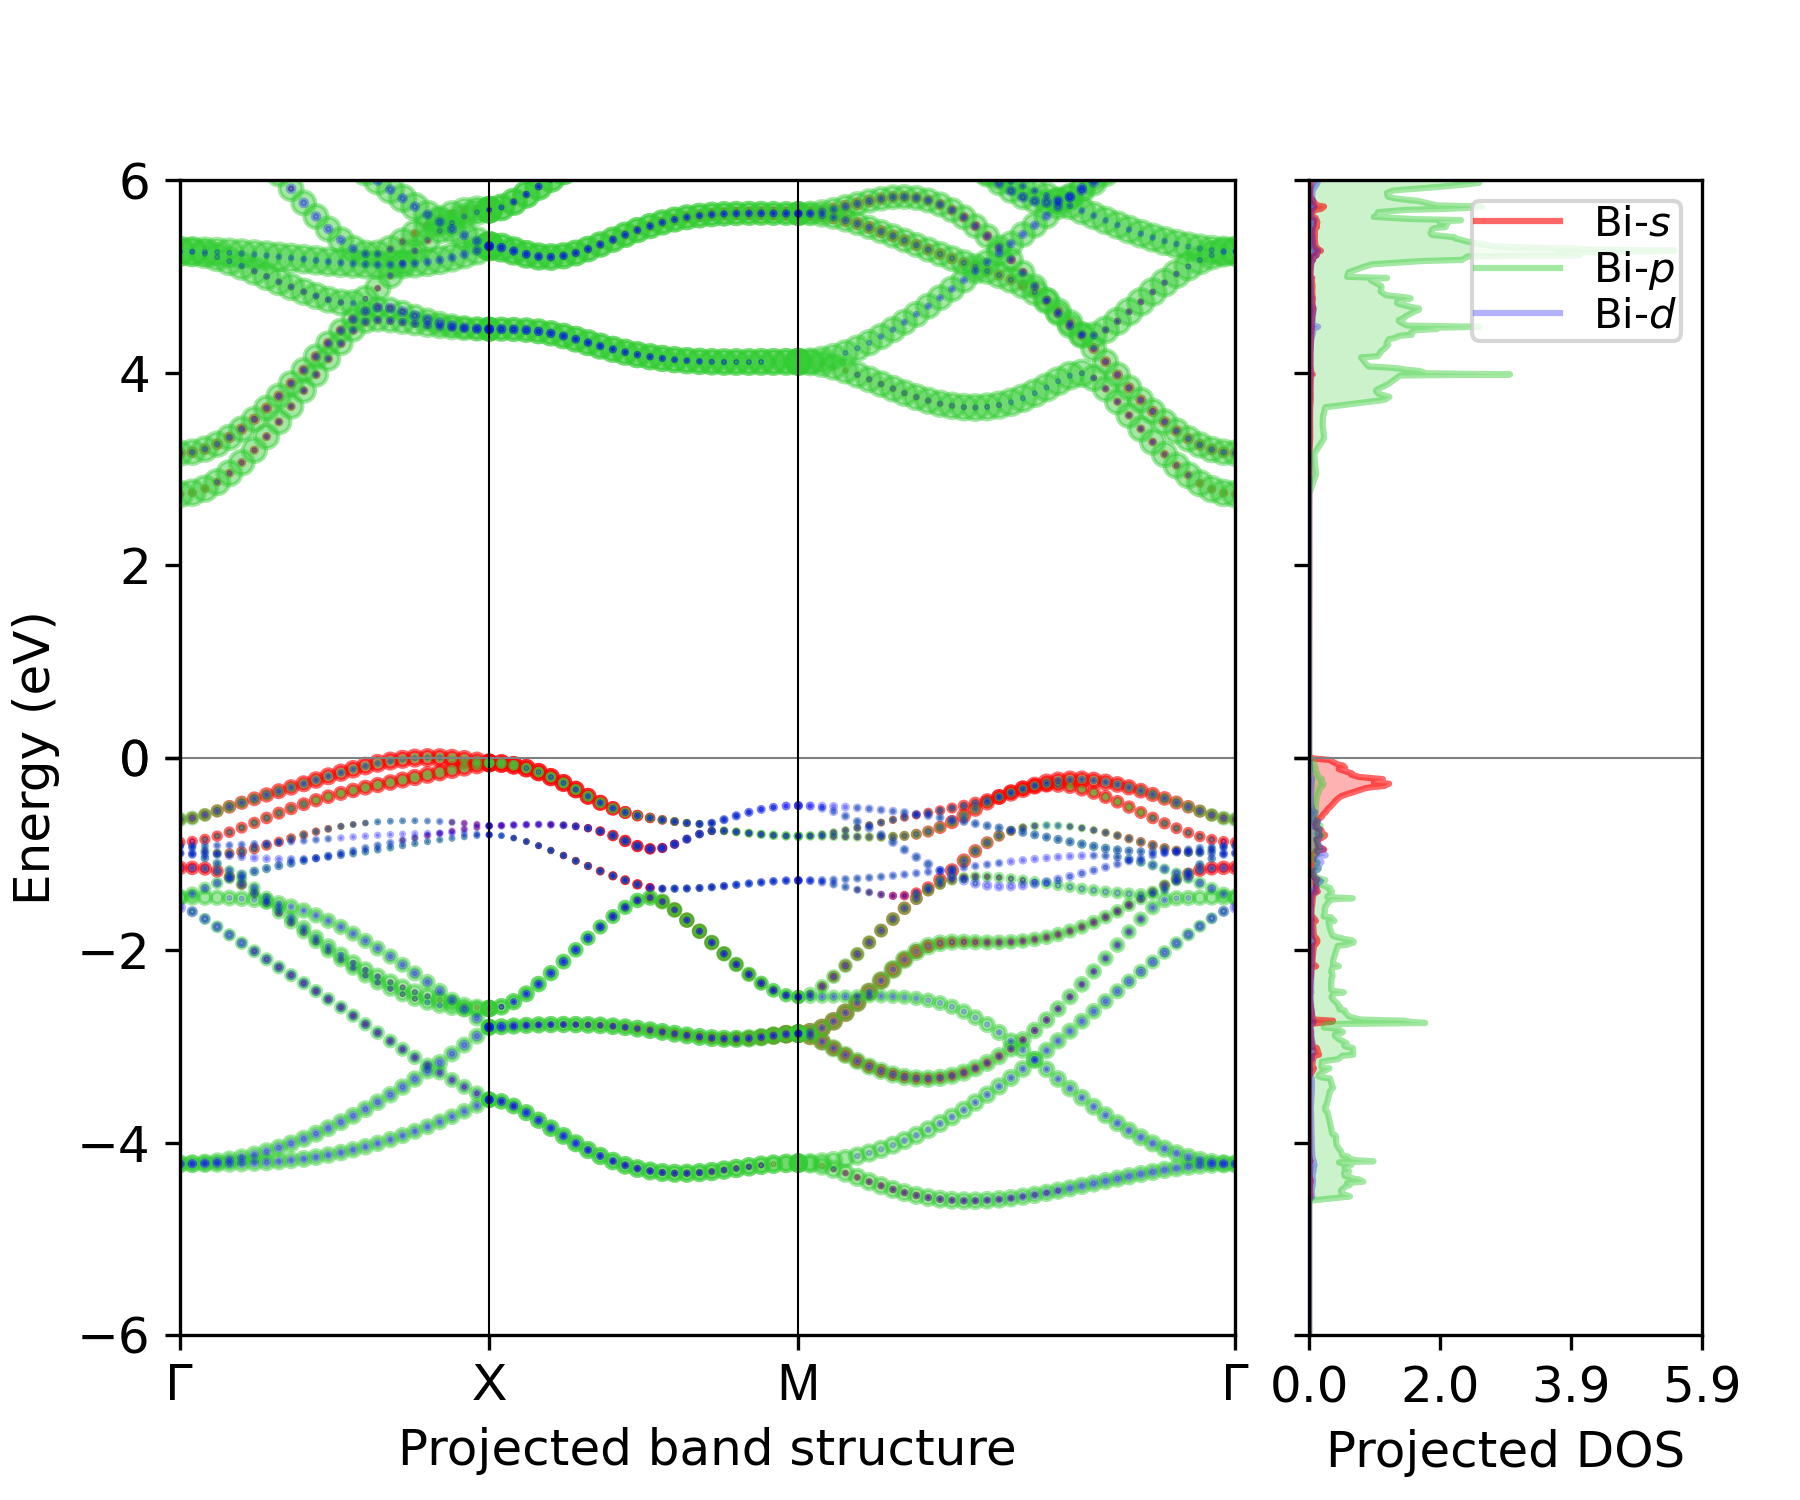 Energy (eV)
6
4
2
0
−2
−4
−6
Γ X M Γ
Projected band structure
Bi-s
Bi-p
Bi-d
0.0 2.0 3.9 5.9
Projected DOS